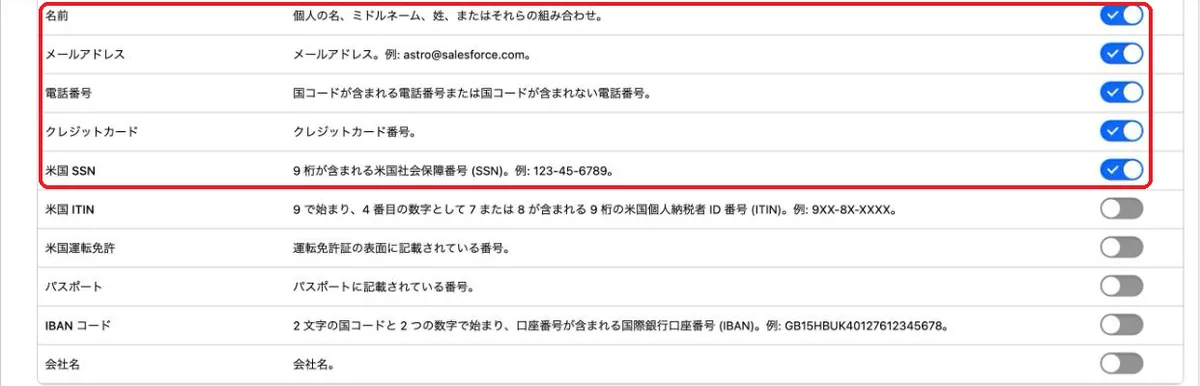 名前 個人の名、ミドルネーム、姓、またはそれらの組み合わせ。
メールアドレス メールアドレス。例: astro@salesforce.com。
電話番号 国コードが含まれる電話番号または国コードが含まれない電話番号。
クレジットカード クレジットカード番号。
米国 SSN 9 桁が含まれる米国社会保障番号 (SSN)。例: 123-45-6789。
米国 ITIN 9 で始まり、4 番目の数字として 7 または 8 が含まれる 9 桁の米国個人納税者 ID 番号 (ITIN)。例: 9XX-8X-XXXX。
米国運転免許 運転免許証の表面に記載されている番号。
パスポート パスポートに記載されている番号。
IBAN コード 2 文字の国コードと 2 つの数字で始まり、口座番号が含まれる国際銀行口座番号 (IBAN)。例: GB15HBUK40127612345678。
会社名 会社名。